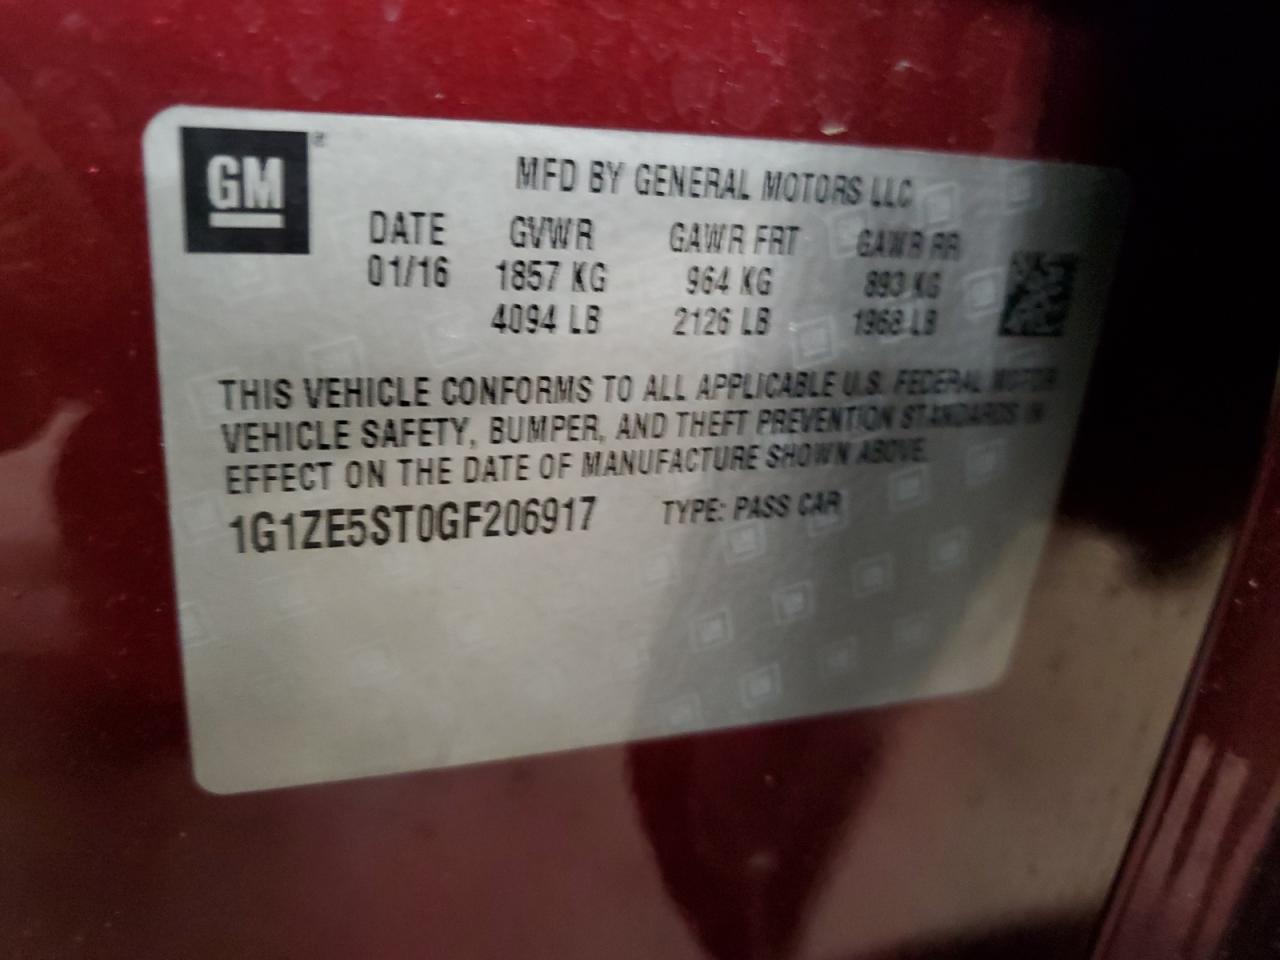 GM
MFD BY GENERAL MOTORS LLC
DATE GVWR GAWR FRT GAWR RR
01/16 1857 KG 964 KG 893 KG
4094 LB 2126 LB 1968 LB
THIS VEHICLE CONFORMS TO ALL APPLICABLE U.S. FEDERAL MOTOR
VEHICLE SAFETY, BUMPER, AND THEFT PREVENTION STANDARDS IN
EFFECT ON THE DATE OF MANUFACTURE SHOWN ABOVE.
1G1ZE5ST0GF206917 TYPE: PASS CAR